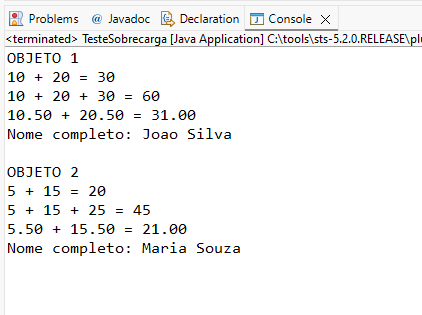 Problems @ Javadoc Declaration Console
<terminated> TesteSobrecarga [Java Application] C:\tools\sts-5.2.0.RELEASE\plu
OBJETO 1
10 + 20 = 30
10 + 20 + 30 = 60
10.50 + 20.50 = 31.00
Nome completo: Joao Silva
OBJETO 2
5 + 15 = 20
5 + 15 + 25 = 45
5.50 + 15.50 = 21.00
Nome completo: Maria Souza